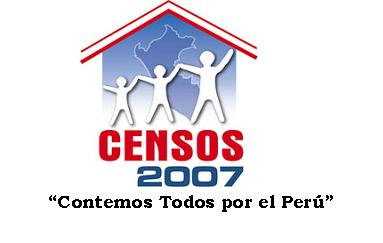 CENSOS
2007
“Contemos Todos por el Perú”